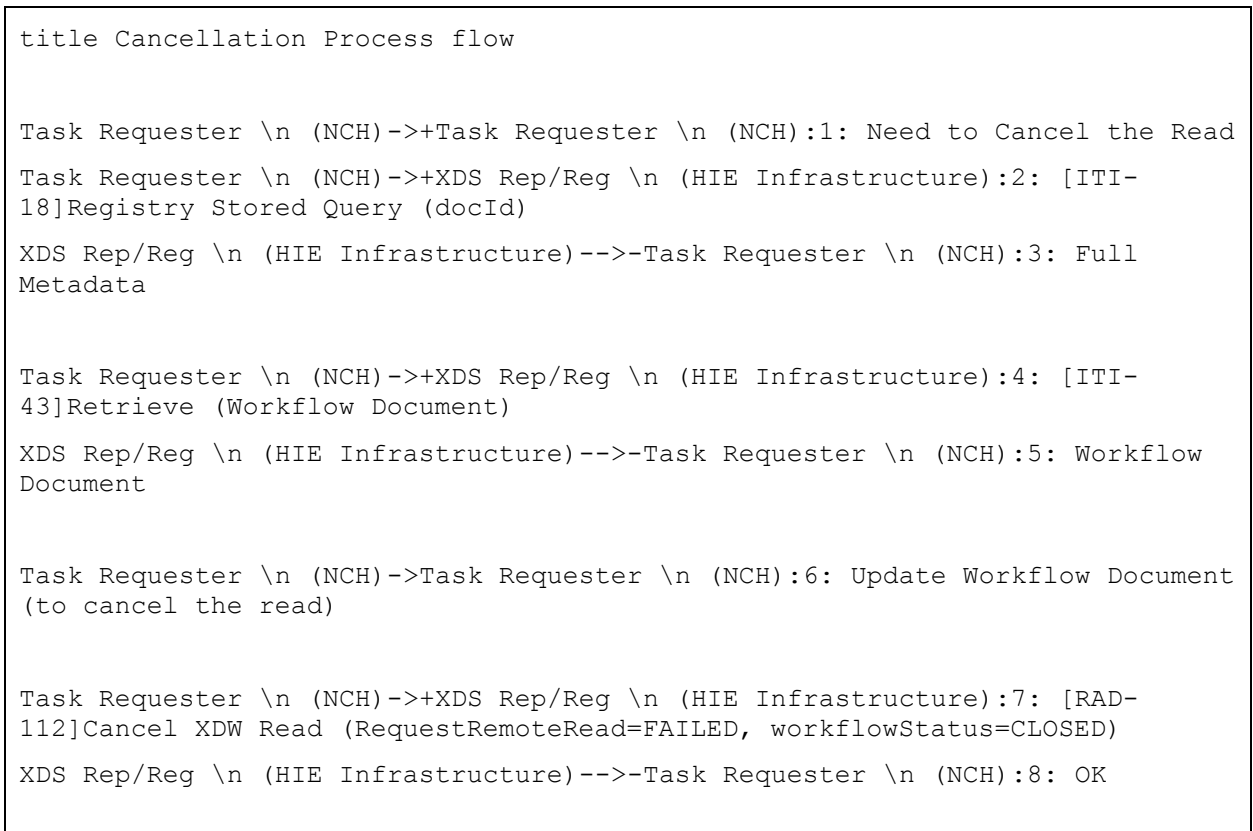 title Cancellation Process flow
Task Requester \n (NCH)->+Task Requester \n (NCH):1: Need to Cancel the Read
Task Requester \n (NCH)->+XDS Rep/Reg \n (HIE Infrastructure):2: [ITI-
18]Registry Stored Query (docId)
XDS Rep/Reg \n (HIE Infrastructure)-->-Task Requester \n (NCH):3: Full
Metadata
Task Requester \n (NCH)->+XDS Rep/Reg \n (HIE Infrastructure):4: [ITI-
43]Retrieve (Workflow Document)
XDS Rep/Reg \n (HIE Infrastructure)-->-Task Requester \n (NCH):5: Workflow
Document
Task Requester \n (NCH)->Task Requester \n (NCH):6: Update Workflow Document
(to cancel the read)
Task Requester \n (NCH)->+XDS Rep/Reg \n (HIE Infrastructure):7: [RAD-
112]Cancel XDW Read (RequestRemoteRead=FAILED, workflowStatus=CLOSED)
XDS Rep/Reg \n (HIE Infrastructure)-->-Task Requester \n (NCH):8: OK